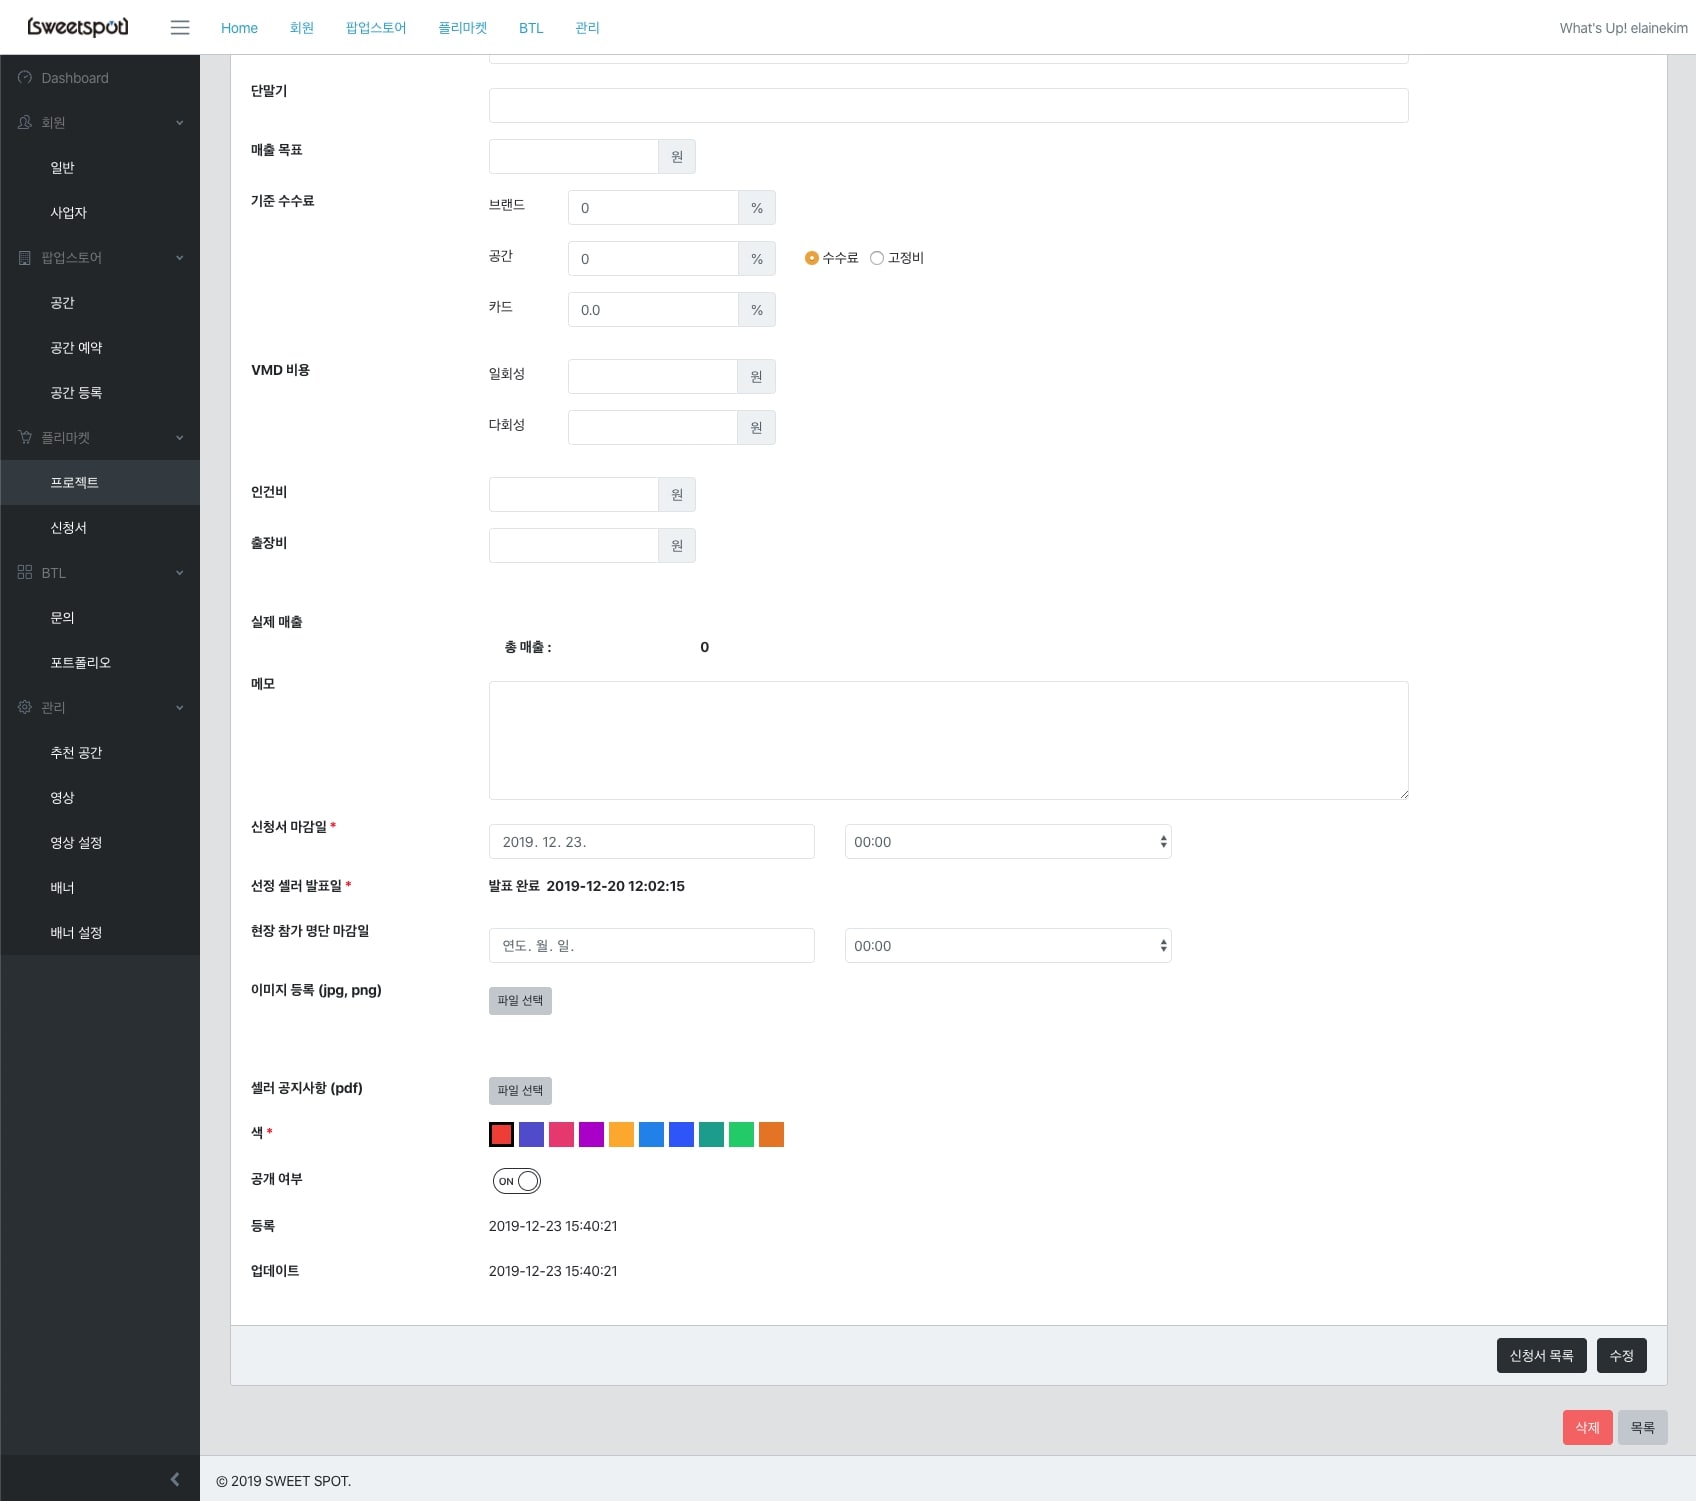 sweetspot
Home 회원 팝업스토어 플리마켓 BTL 관리
What's Up! elainekim
Dashboard
회원
일반
사업자
팝업스토어
공간
공간 예약
공간 등록
플리마켓
프로젝트
신청서
BTL
문의
포트폴리오
관리
추천 공간
영상
영상 설정
배너
배너 설정
단말기
매출 목표 원
기준 수수료 브랜드 0 %
공간 0 % 수수료 고정비
카드 0.0 %
VMD 비용 일회성 원
다회성 원
인건비 원
출장비 원
실제 매출
총 매출 : 0
메모
신청서 마감일 * 2019. 12. 23. 00:00
선정 셀러 발표일 * 발표 완료 2019-12-20 12:02:15
현장 참가 명단 마감일 연도. 월. 일. 00:00
이미지 등록 (jpg, png) 파일 선택
셀러 공지사항 (pdf) 파일 선택
색 *
공개 여부 ON
등록 2019-12-23 15:40:21
업데이트 2019-12-23 15:40:21
신청서 목록 수정
삭제 목록
© 2019 SWEET SPOT.